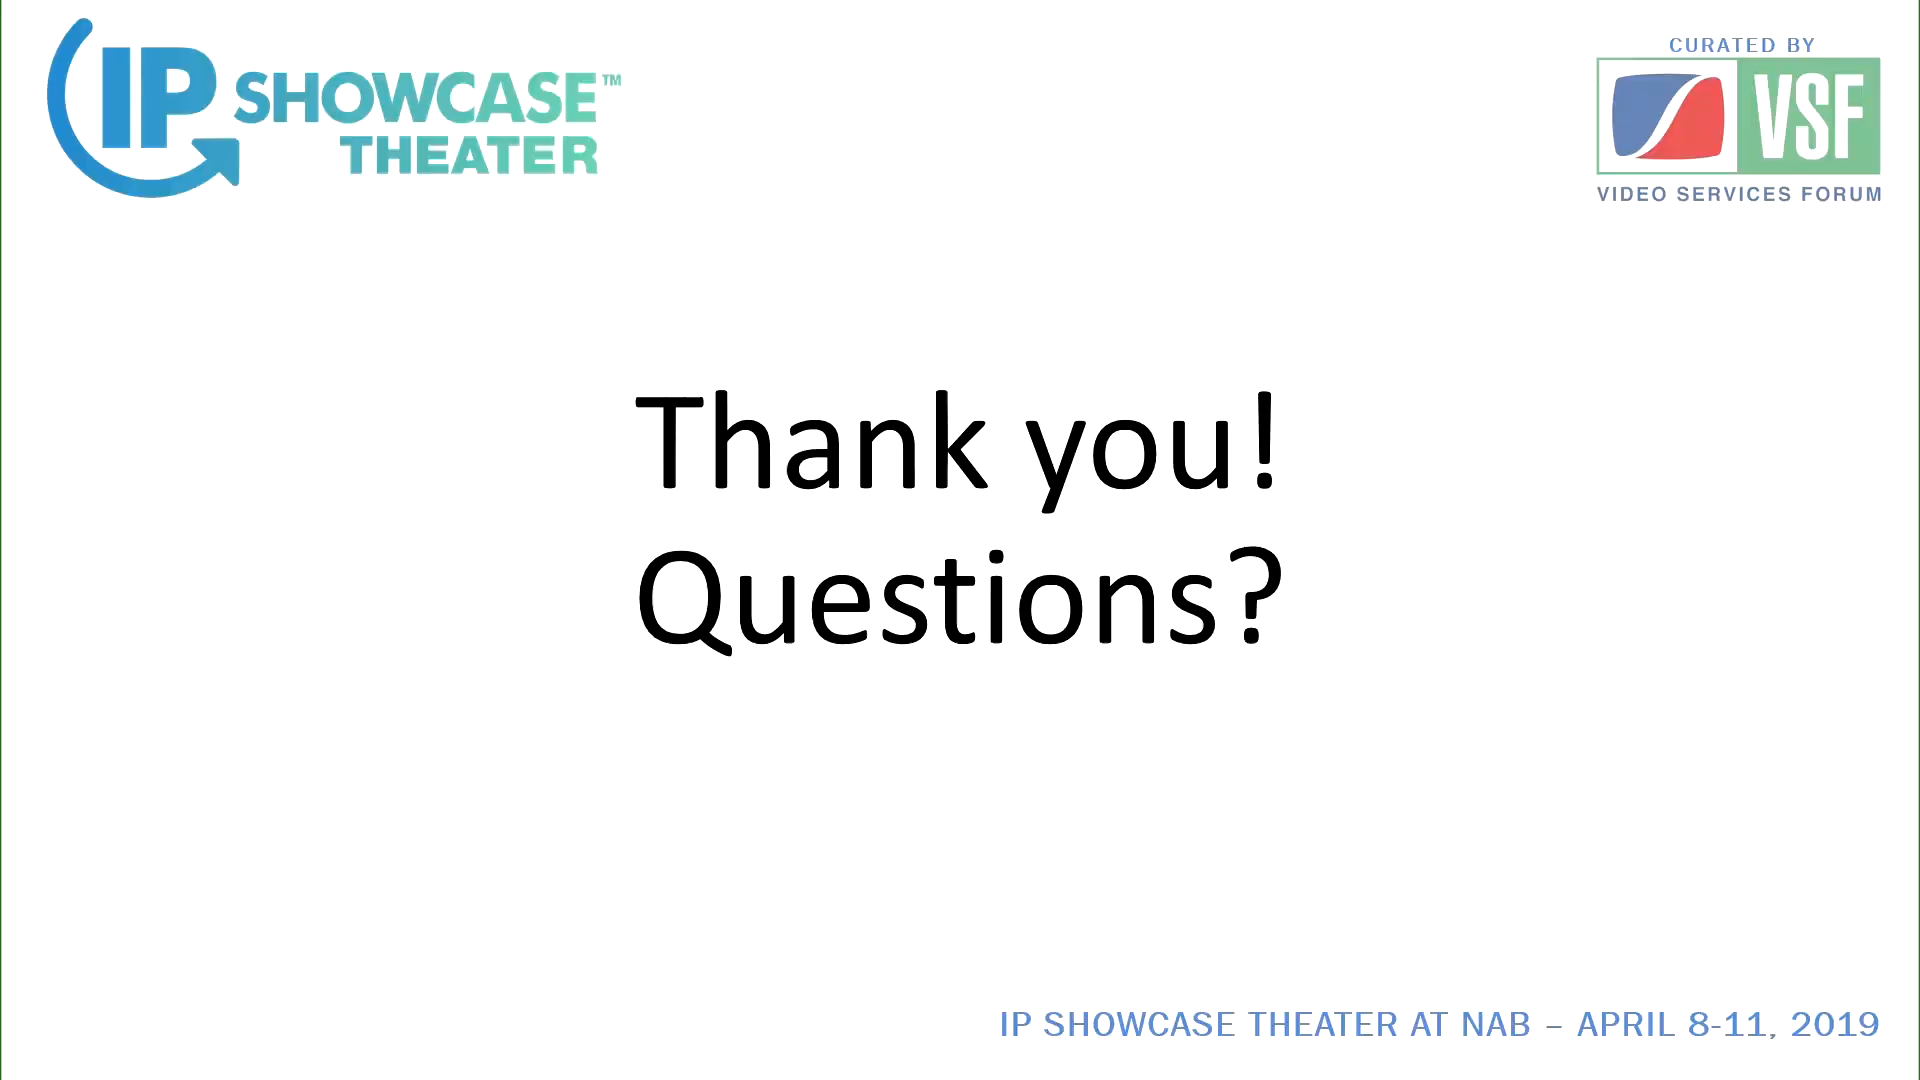 IP SHOWCASE™
THEATER
CURATED BY
VSF
VIDEO SERVICES FORUM
Thank you!
Questions?
IP SHOWCASE THEATER AT NAB – APRIL 8-11, 2019